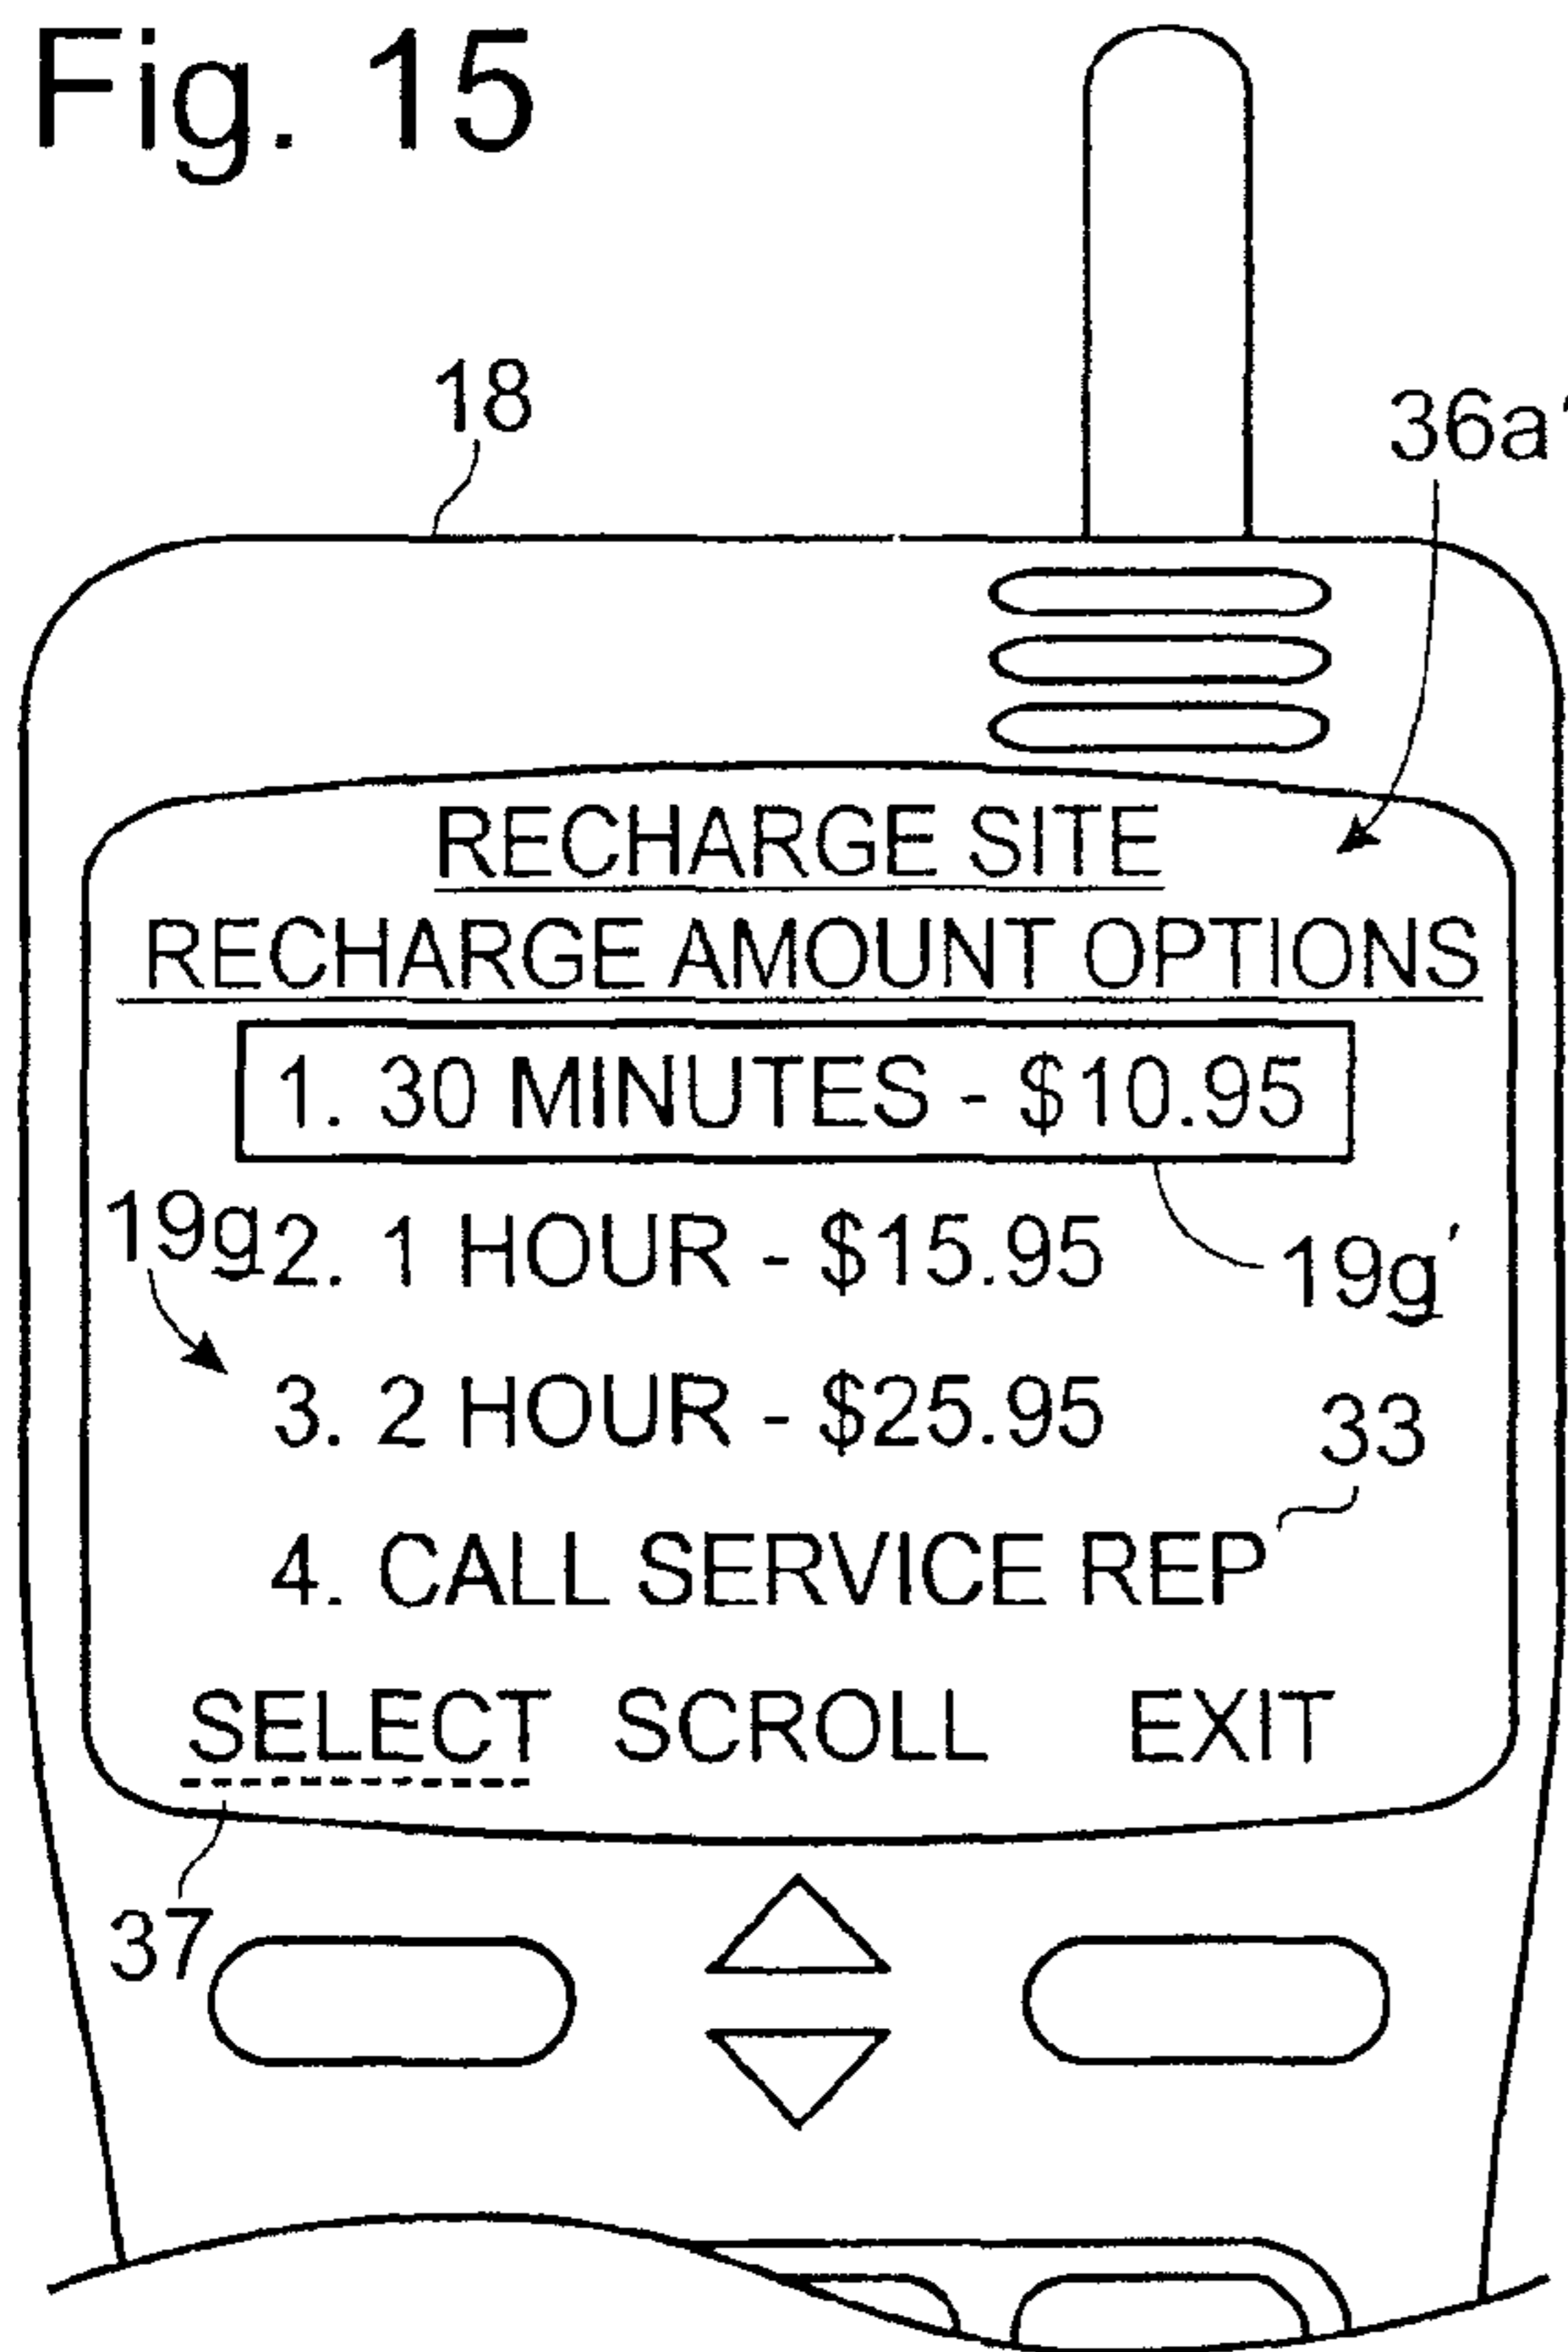 Fig. 15
18
36a'
RECHARGE SITE
RECHARGE AMOUNT OPTIONS
1. 30 MINUTES - $10.95
19g
2. 1 HOUR - $15.95
19g'
3. 2 HOUR - $25.95
33
4. CALL SERVICE REP
SELECT SCROLL EXIT
37